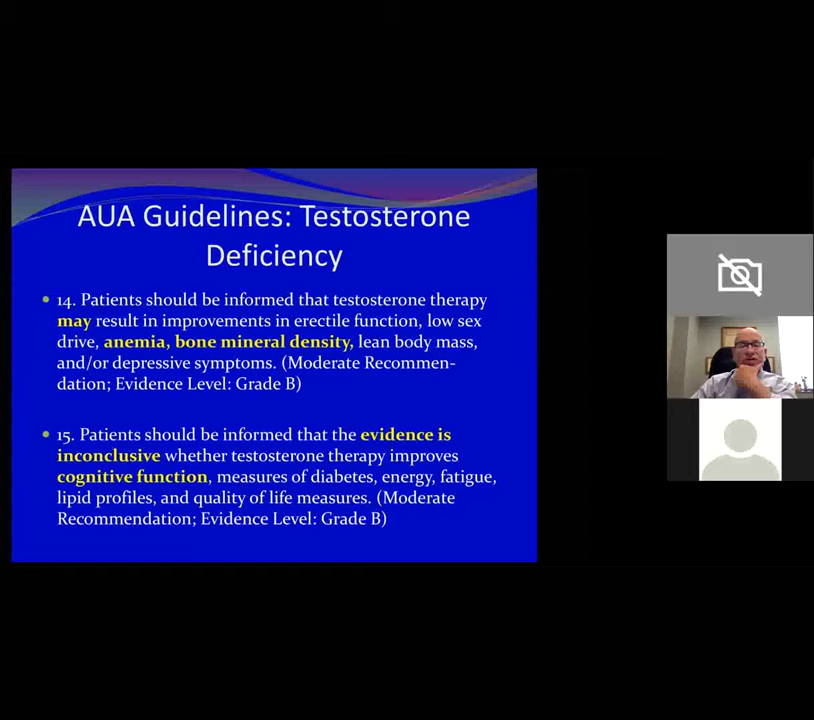 AUA Guidelines: Testosterone
Deficiency
• 14. Patients should be informed that testosterone therapy
may result in improvements in erectile function, low sex
drive, anemia, bone mineral density, lean body mass,
and/or depressive symptoms. (Moderate Recommen-
dation; Evidence Level: Grade B)
• 15. Patients should be informed that the evidence is
inconclusive whether testosterone therapy improves
cognitive function, measures of diabetes, energy, fatigue,
lipid profiles, and quality of life measures. (Moderate
Recommendation; Evidence Level: Grade B)